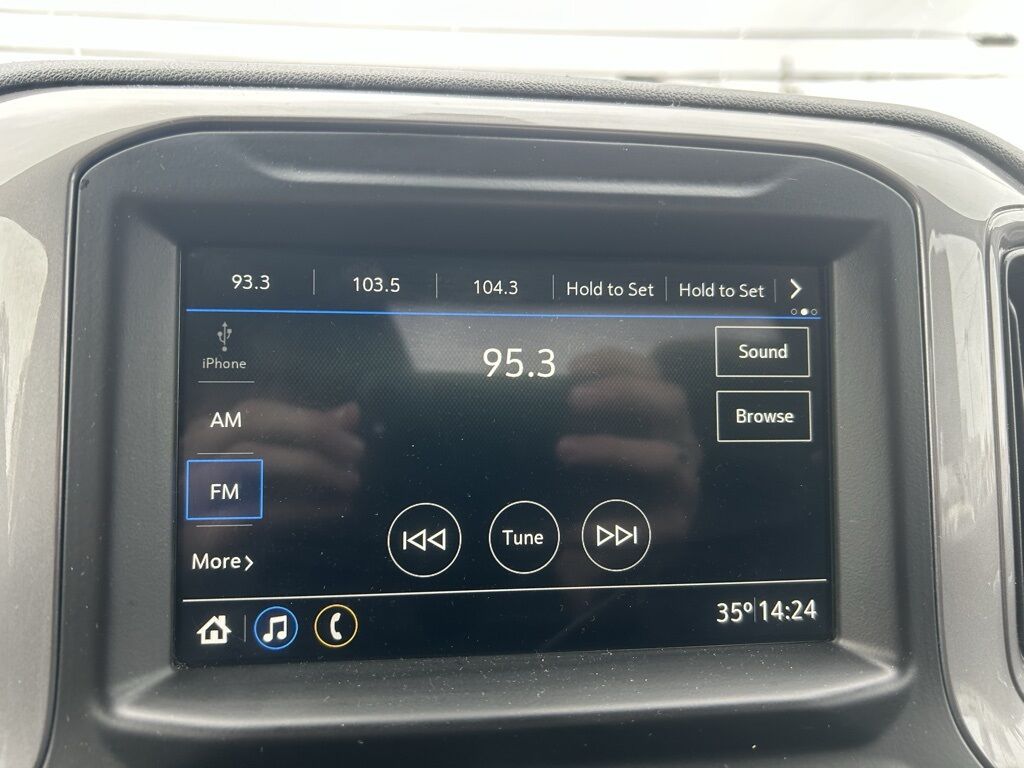 93.3 103.5 104.3 Hold to Set Hold to Set
iPhone
95.3
Sound
AM
Browse
FM
Tune
More
35° 14:24